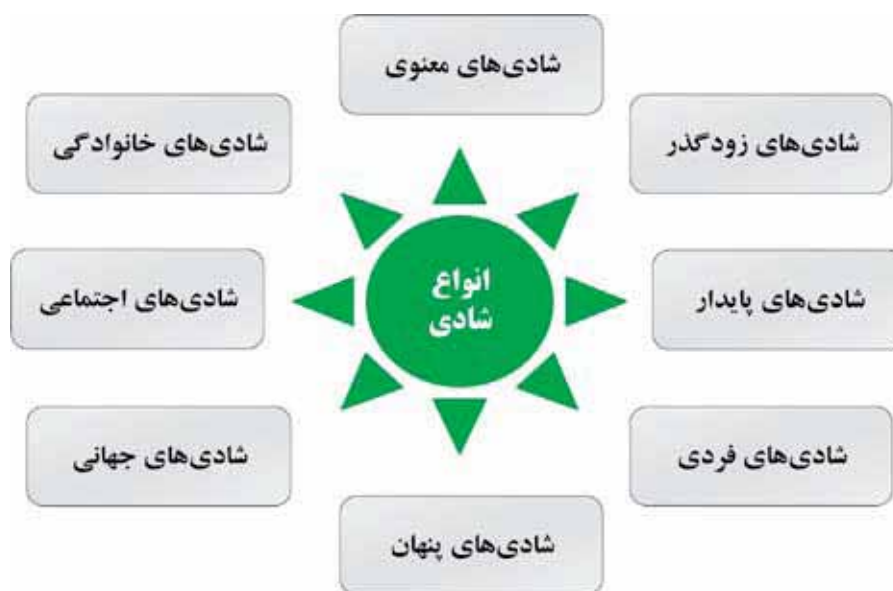 شادی‌های معنوی
شادی‌های زودگذر
شادی‌های خانوادگی
انواع
شادی
شادی‌های پایدار
شادی‌های اجتماعی
شادی‌های فردی
شادی‌های جهانی
شادی‌های پنهان